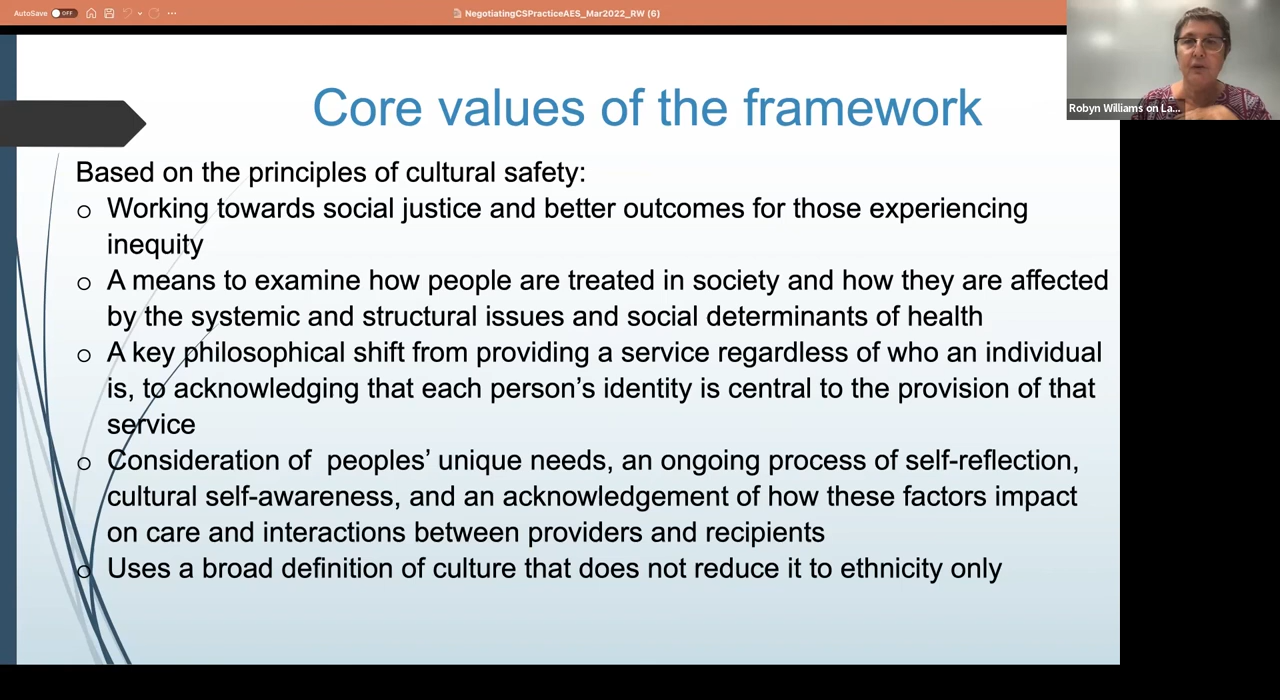 AutoSave OFF
NegotiatingCSPracticeAES_Mar2022_RW (6)
Robyn Williams on La...
Core values of the framework
Based on the principles of cultural safety:
o Working towards social justice and better outcomes for those experiencing
inequity
o A means to examine how people are treated in society and how they are affected
by the systemic and structural issues and social determinants of health
o A key philosophical shift from providing a service regardless of who an individual
is, to acknowledging that each person’s identity is central to the provision of that
service
o Consideration of  peoples’ unique needs, an ongoing process of self-reflection,
cultural self-awareness, and an acknowledgement of how these factors impact
on care and interactions between providers and recipients
o Uses a broad definition of culture that does not reduce it to ethnicity only